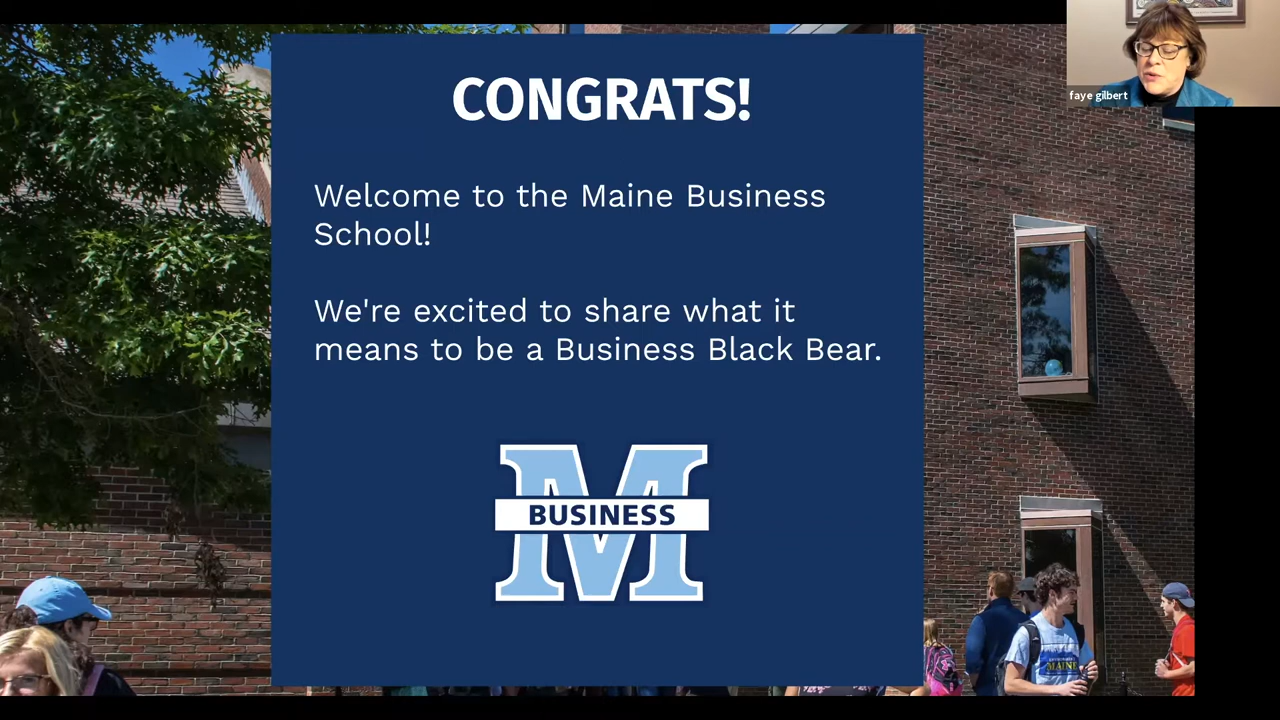 CONGRATS!
faye gilbert
Welcome to the Maine Business
School!
We're excited to share what it
means to be a Business Black Bear.
M
BUSINESS
MAINE